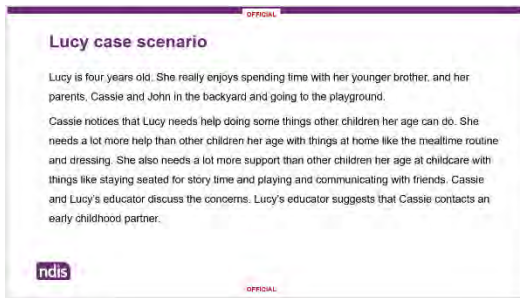 OFFICIAL
Lucy case scenario
Lucy is four years old. She really enjoys spending time with her younger brother, and her
parents, Cassie and John in the backyard and going to the playground.
Cassie notices that Lucy needs help doing some things other children her age can do. She
needs a lot more help than other children her age with things at home like the mealtime routine
and dressing. She also needs a lot more support than other children her age at childcare with
things like staying seated for story time and playing and communicating with friends. Cassie
and Lucy's educator discuss the concerns. Lucy's educator suggests that Cassie contacts an
early childhood partner.
ndis
OFFICIAL